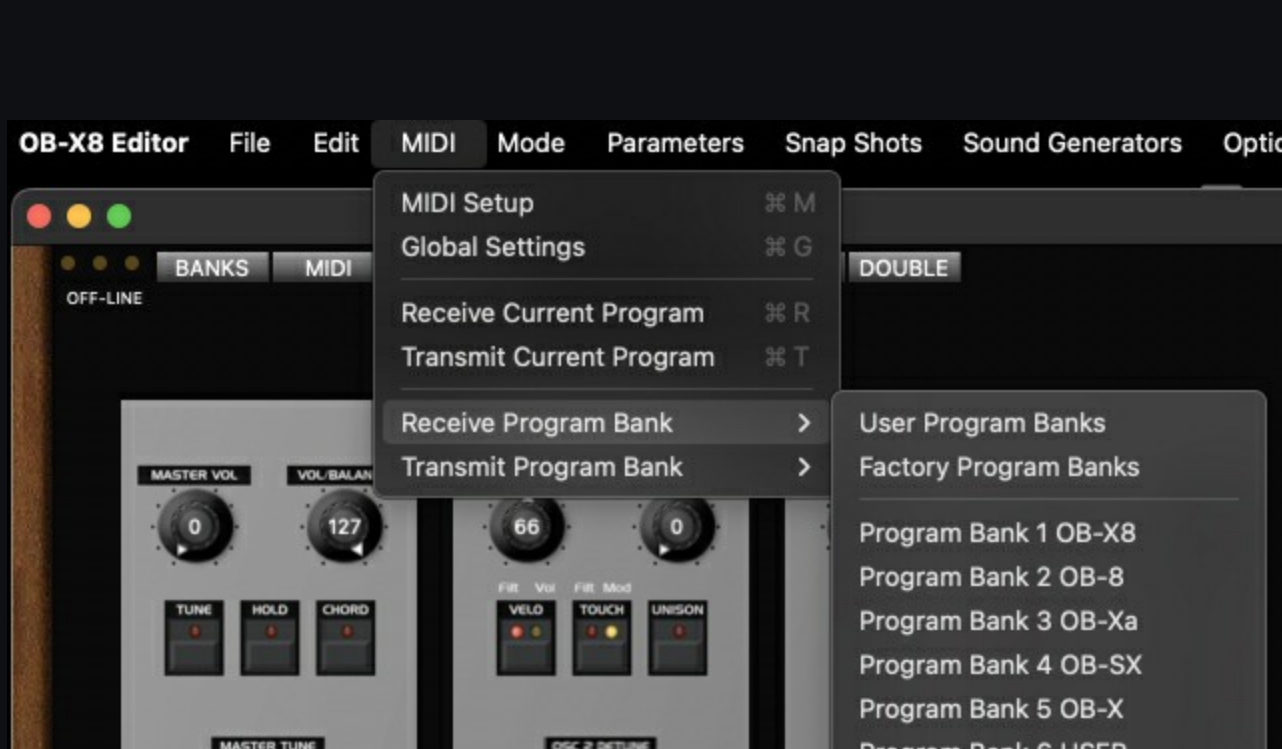 OB-X8 Editor File Edit MIDI Mode Parameters Snap Shots Sound Generators
MIDI Setup ⌘ M
Global Settings ⌘ G
Receive Current Program ⌘ R
Transmit Current Program ⌘ T
Receive Program Bank >
Transmit Program Bank >
User Program Banks
Factory Program Banks
Program Bank 1 OB-X8
Program Bank 2 OB-8
Program Bank 3 OB-Xa
Program Bank 4 OB-SX
Program Bank 5 OB-X
Program Bank 6 USER
BANKS MIDI DOUBLE
OFF-LINE
MASTER VOL
0 127 66 0
Filt Vol Filt Mod
TUNE HOLD CHORD VELO TOUCH UNISON
MASTER TUNE OSC 2 DETUNE